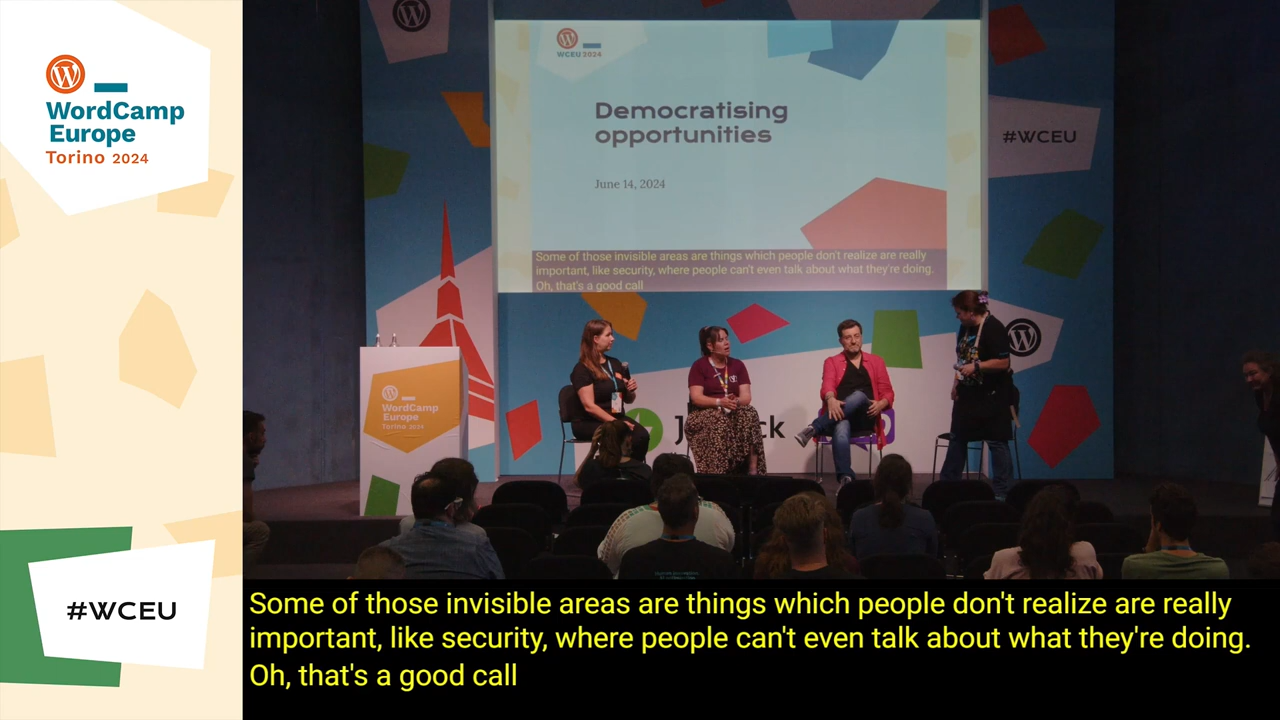 WordCamp
Europe
Torino 2024
#WCEU
WCEU 2024
Democratising
opportunities
June 14, 2024
Some of those invisible areas are things which people don't realize are really
important, like security, where people can't even talk about what they're doing.
Oh, that's a good call
#WCEU
WordCamp
Europe
Torino 2024
Some of those invisible areas are things which people don't realize are really
important, like security, where people can't even talk about what they're doing.
Oh, that's a good call